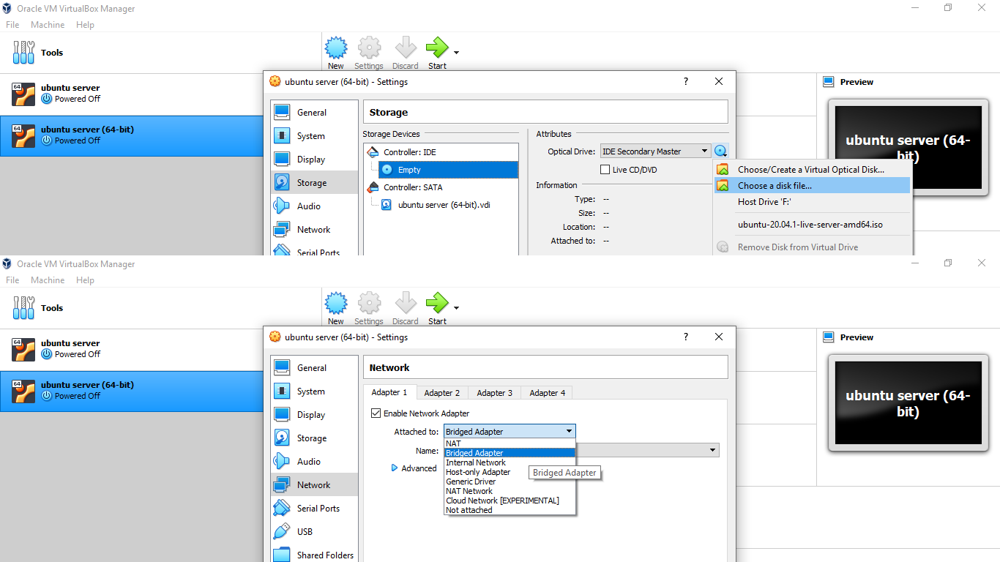 Oracle VM VirtualBox Manager
File Machine Help
Tools
New Settings Discard Start
64 ubuntu server
Powered Off
64 ubuntu server (64-bit)
Powered Off
Preview
ubuntu server (64-
bit)
ubuntu server (64-bit) - Settings ?
General
System
Display
Storage
Audio
Network
Serial Ports
Storage
Storage Devices
Controller: IDE
Empty
Controller: SATA
ubuntu server (64-bit).vdi
Attributes
Optical Drive: IDE Secondary Master
Live CD/DVD
Information
Type: --
Size: --
Location: --
Attached to: --
Choose/Create a Virtual Optical Disk...
Choose a disk file...
Host Drive 'F:'
ubuntu-20.04.1-live-server-amd64.iso
Remove Disk from Virtual Drive
Oracle VM VirtualBox Manager
File Machine Help
Tools
New Settings Discard Start
64 ubuntu server
Powered Off
64 ubuntu server (64-bit)
Powered Off
Preview
ubuntu server (64-
bit)
ubuntu server (64-bit) - Settings ?
General
System
Display
Storage
Audio
Network
Serial Ports
USB
Shared Folders
Network
Adapter 1 Adapter 2 Adapter 3 Adapter 4
Enable Network Adapter
Attached to: Bridged Adapter
Name:
Advanced
NAT
Bridged Adapter
Internal Network
Host-only Adapter
Generic Driver
NAT Network
Cloud Network [EXPERIMENTAL]
Not attached
Bridged Adapter